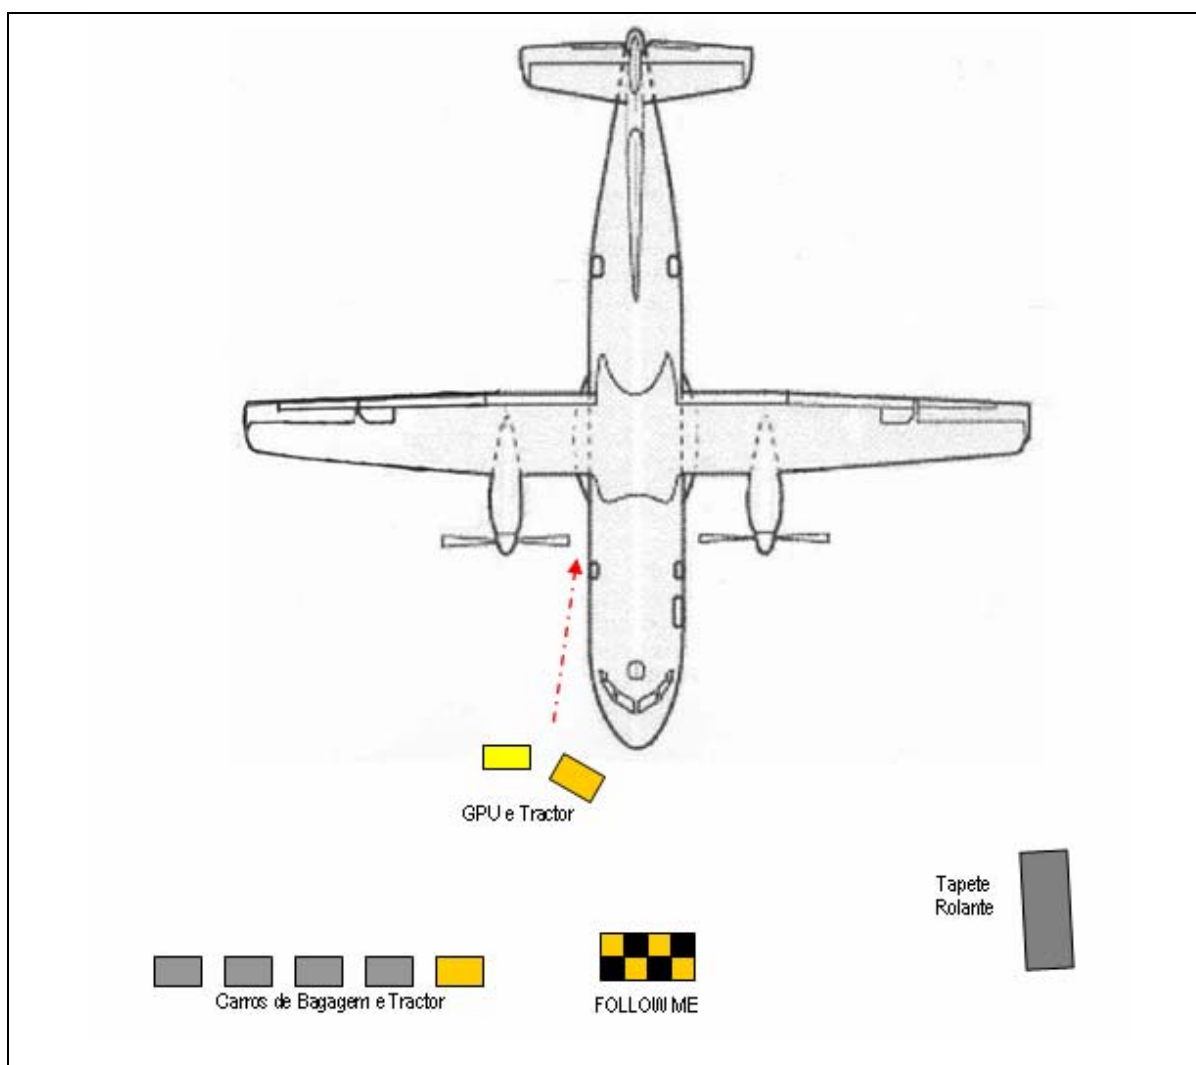 GPU e Tractor
Tapete
Rolante
Carros de Bagagem e Tractor
FOLLOW ME